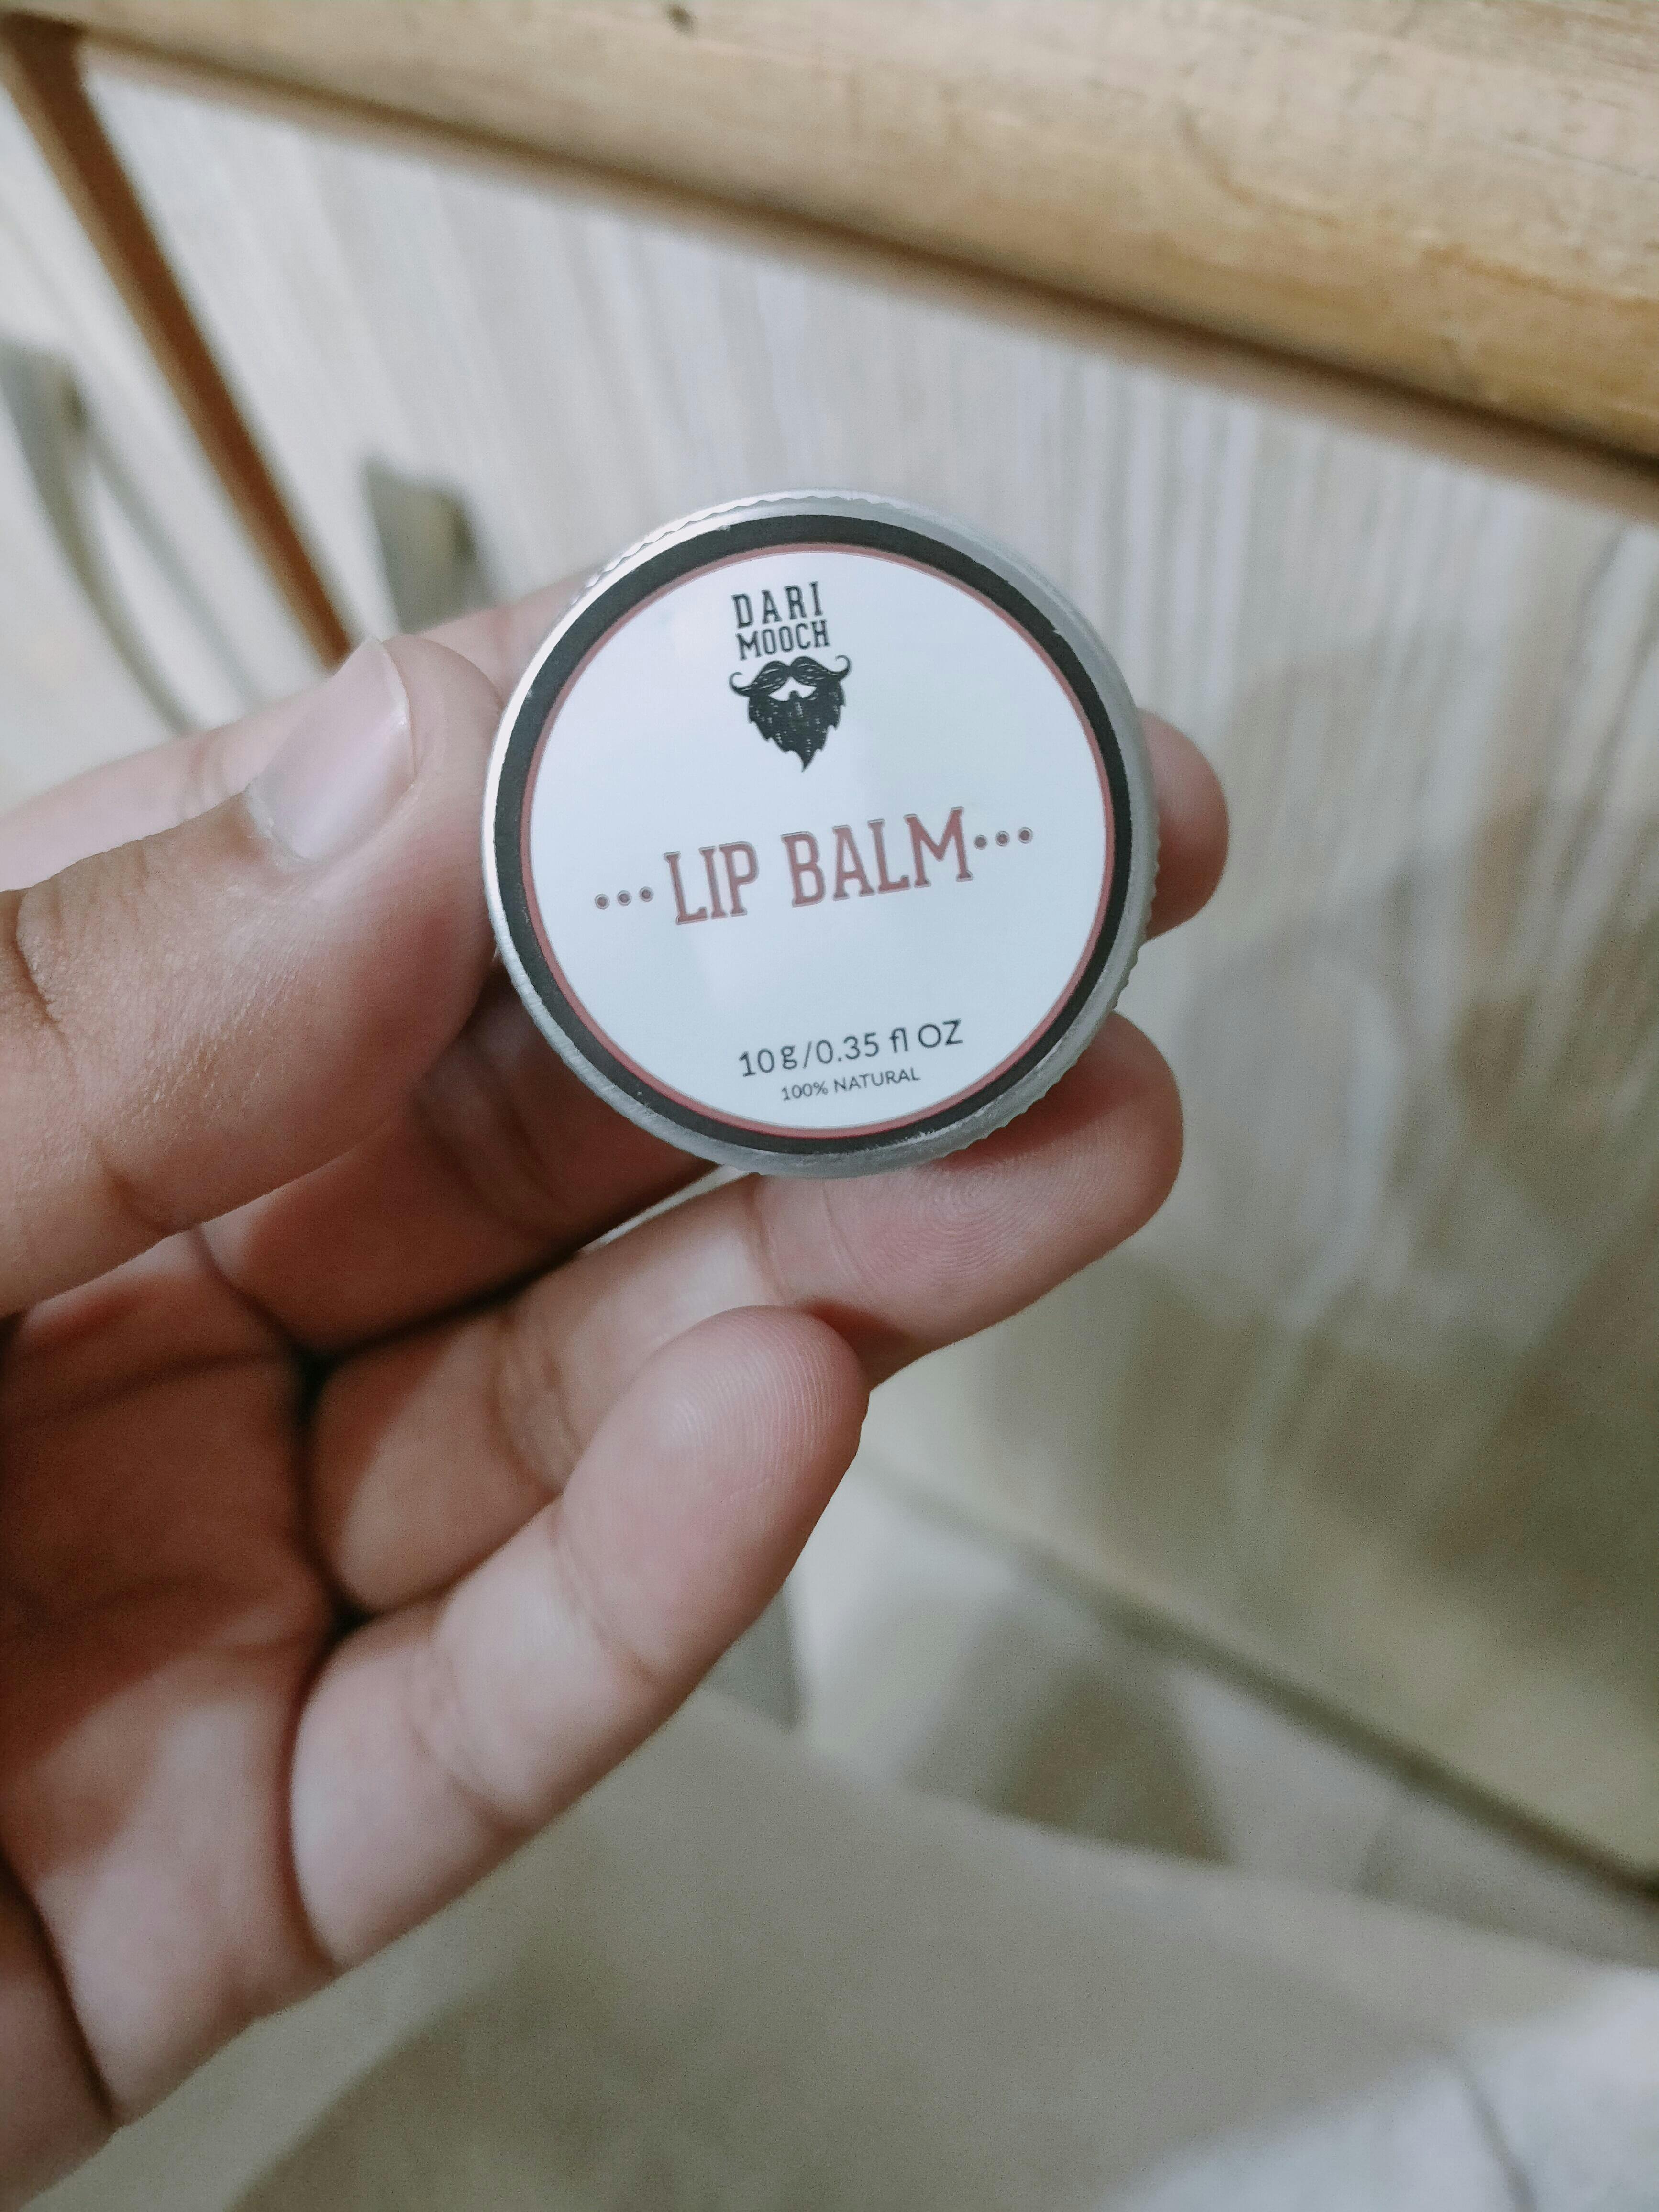 DARI
MOOCH
•••LIP BALM•••
10g/0.35 fl OZ
100% NATURAL